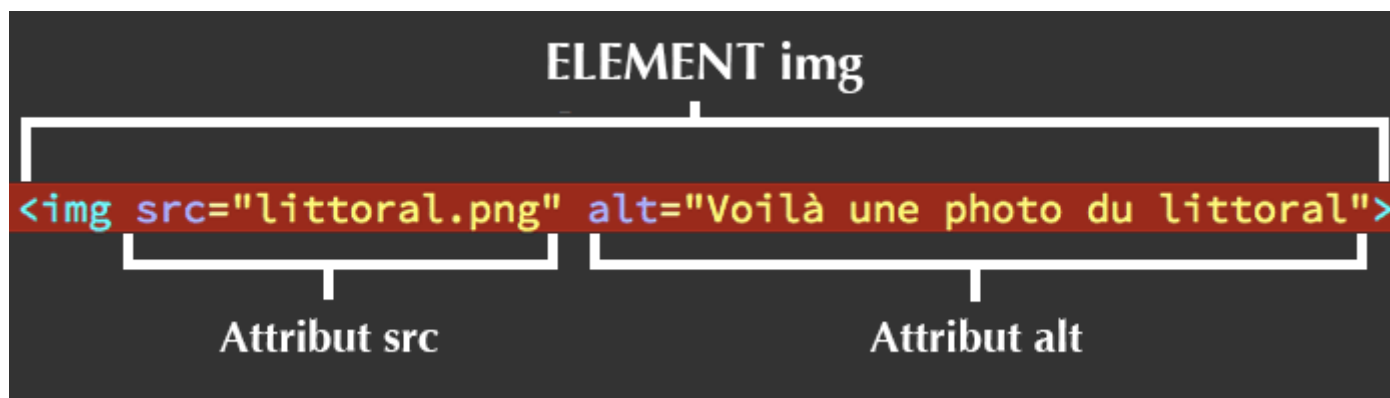 ELEMENT img
<img src="littoral.png" alt="Voilà une photo du littoral">
Attribut src
Attribut alt